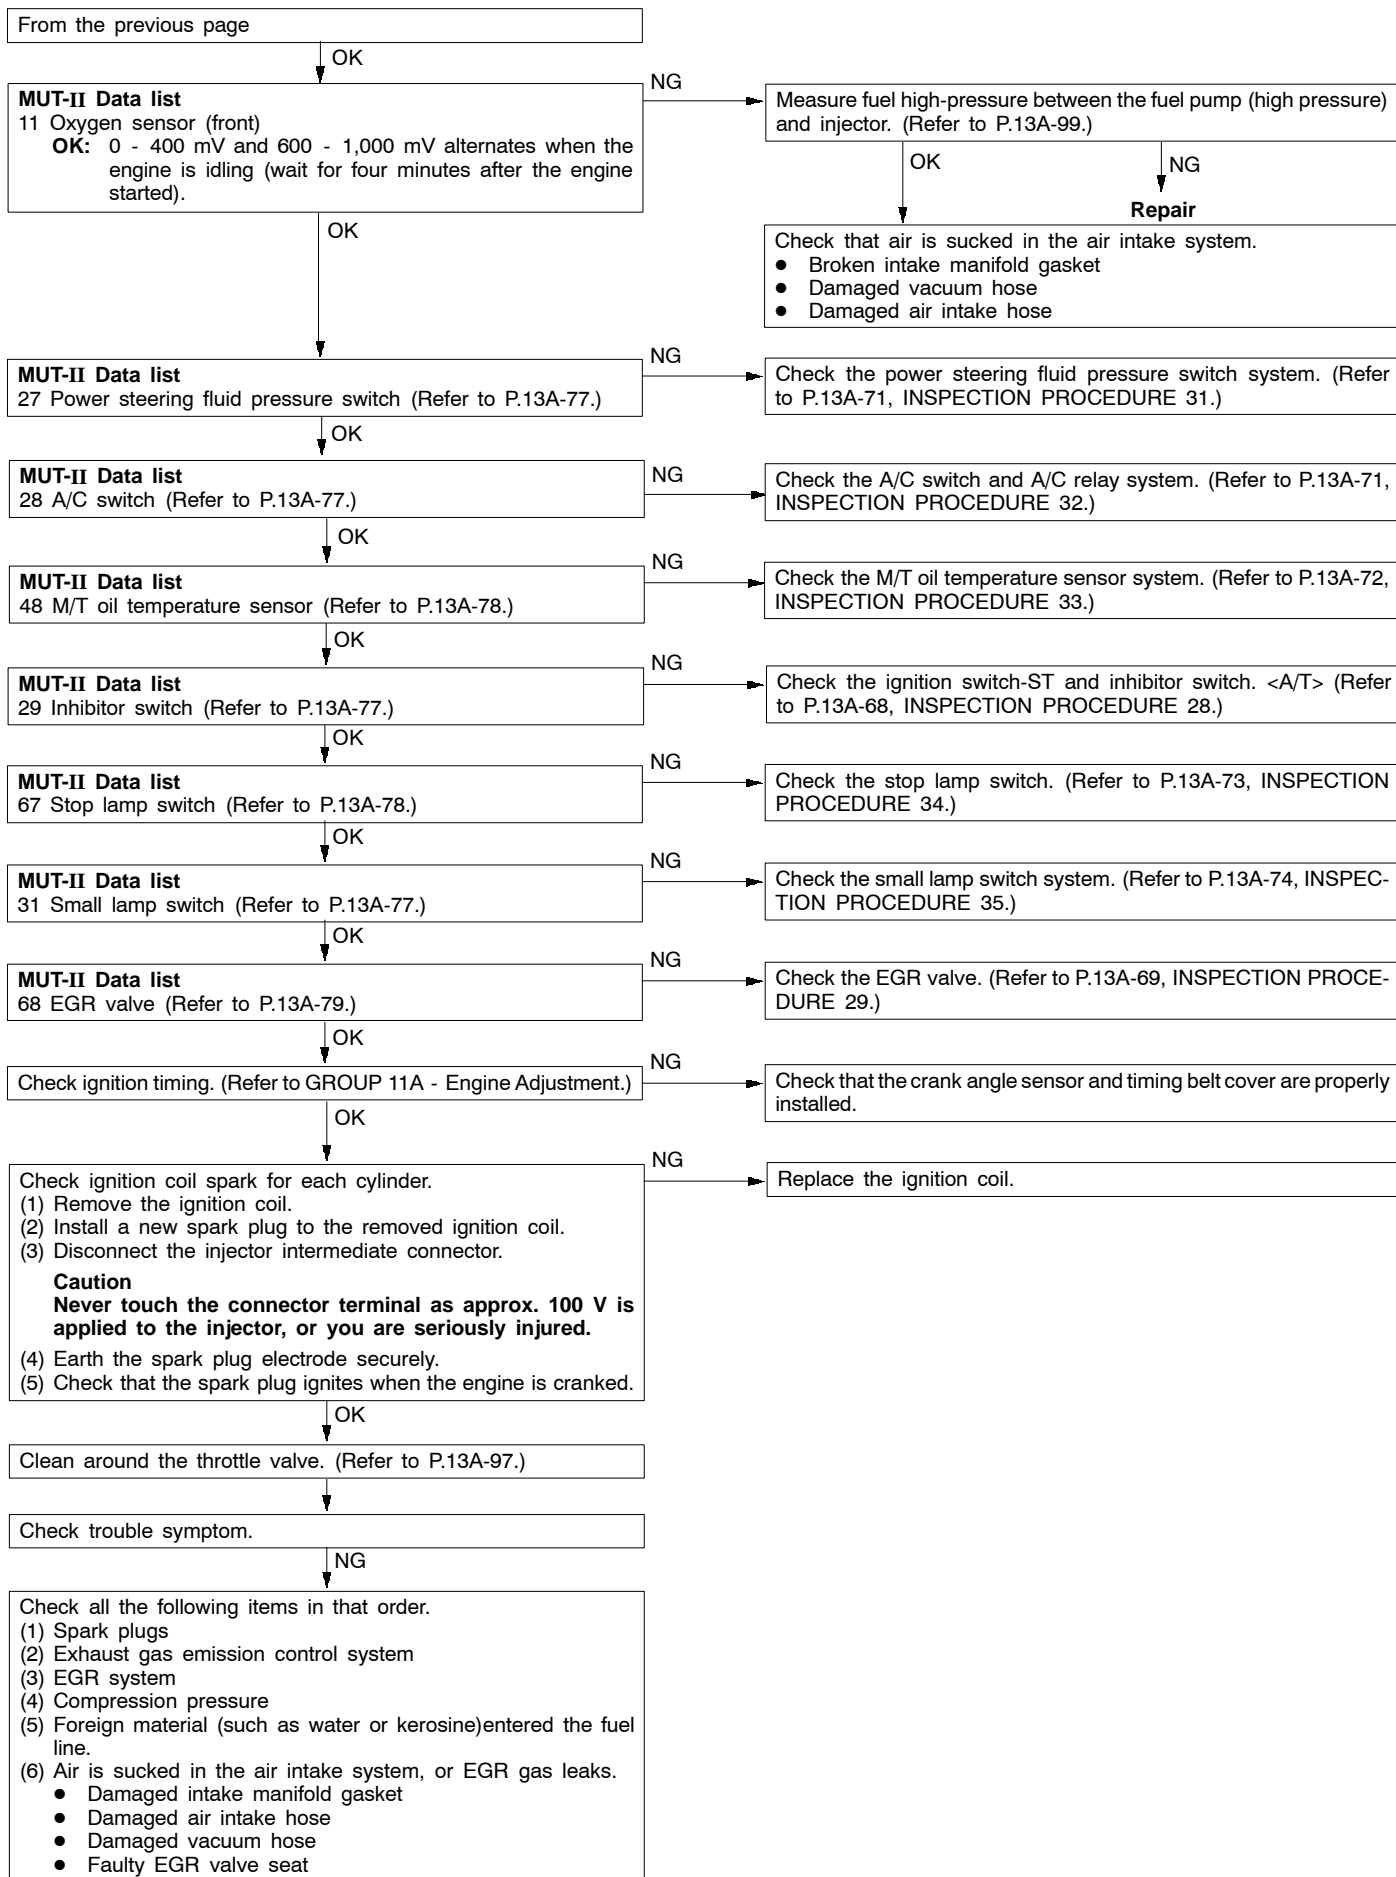 From the previous page
OK
MUT-II Data list
11 Oxygen sensor (front)
OK: 0 - 400 mV and 600 - 1,000 mV alternates when the
engine is idling (wait for four minutes after the engine
started).
NG
Measure fuel high-pressure between the fuel pump (high pressure)
and injector. (Refer to P.13A-99.)
OK
NG
Repair
Check that air is sucked in the air intake system.
● Broken intake manifold gasket
● Damaged vacuum hose
● Damaged air intake hose
OK
MUT-II Data list
27 Power steering fluid pressure switch (Refer to P.13A-77.)
NG
Check the power steering fluid pressure switch system. (Refer
to P.13A-71, INSPECTION PROCEDURE 31.)
OK
MUT-II Data list
28 A/C switch (Refer to P.13A-77.)
NG
Check the A/C switch and A/C relay system. (Refer to P.13A-71,
INSPECTION PROCEDURE 32.)
OK
MUT-II Data list
48 M/T oil temperature sensor (Refer to P.13A-78.)
NG
Check the M/T oil temperature sensor system. (Refer to P.13A-72,
INSPECTION PROCEDURE 33.)
OK
MUT-II Data list
29 Inhibitor switch (Refer to P.13A-77.)
NG
Check the ignition switch-ST and inhibitor switch. <A/T> (Refer
to P.13A-68, INSPECTION PROCEDURE 28.)
OK
MUT-II Data list
67 Stop lamp switch (Refer to P.13A-78.)
NG
Check the stop lamp switch. (Refer to P.13A-73, INSPECTION
PROCEDURE 34.)
OK
MUT-II Data list
31 Small lamp switch (Refer to P.13A-77.)
NG
Check the small lamp switch system. (Refer to P.13A-74, INSPEC-
TION PROCEDURE 35.)
OK
MUT-II Data list
68 EGR valve (Refer to P.13A-79.)
NG
Check the EGR valve. (Refer to P.13A-69, INSPECTION PROCE-
DURE 29.)
OK
Check ignition timing. (Refer to GROUP 11A - Engine Adjustment.)
NG
Check that the crank angle sensor and timing belt cover are properly
installed.
OK
Check ignition coil spark for each cylinder.
(1) Remove the ignition coil.
(2) Install a new spark plug to the removed ignition coil.
(3) Disconnect the injector intermediate connector.
Caution
Never touch the connector terminal as approx. 100 V is
applied to the injector, or you are seriously injured.
(4) Earth the spark plug electrode securely.
(5) Check that the spark plug ignites when the engine is cranked.
NG
Replace the ignition coil.
OK
Clean around the throttle valve. (Refer to P.13A-97.)
Check trouble symptom.
NG
Check all the following items in that order.
(1) Spark plugs
(2) Exhaust gas emission control system
(3) EGR system
(4) Compression pressure
(5) Foreign material (such as water or kerosine)entered the fuel
line.
(6) Air is sucked in the air intake system, or EGR gas leaks.
● Damaged intake manifold gasket
● Damaged air intake hose
● Damaged vacuum hose
● Faulty EGR valve seat